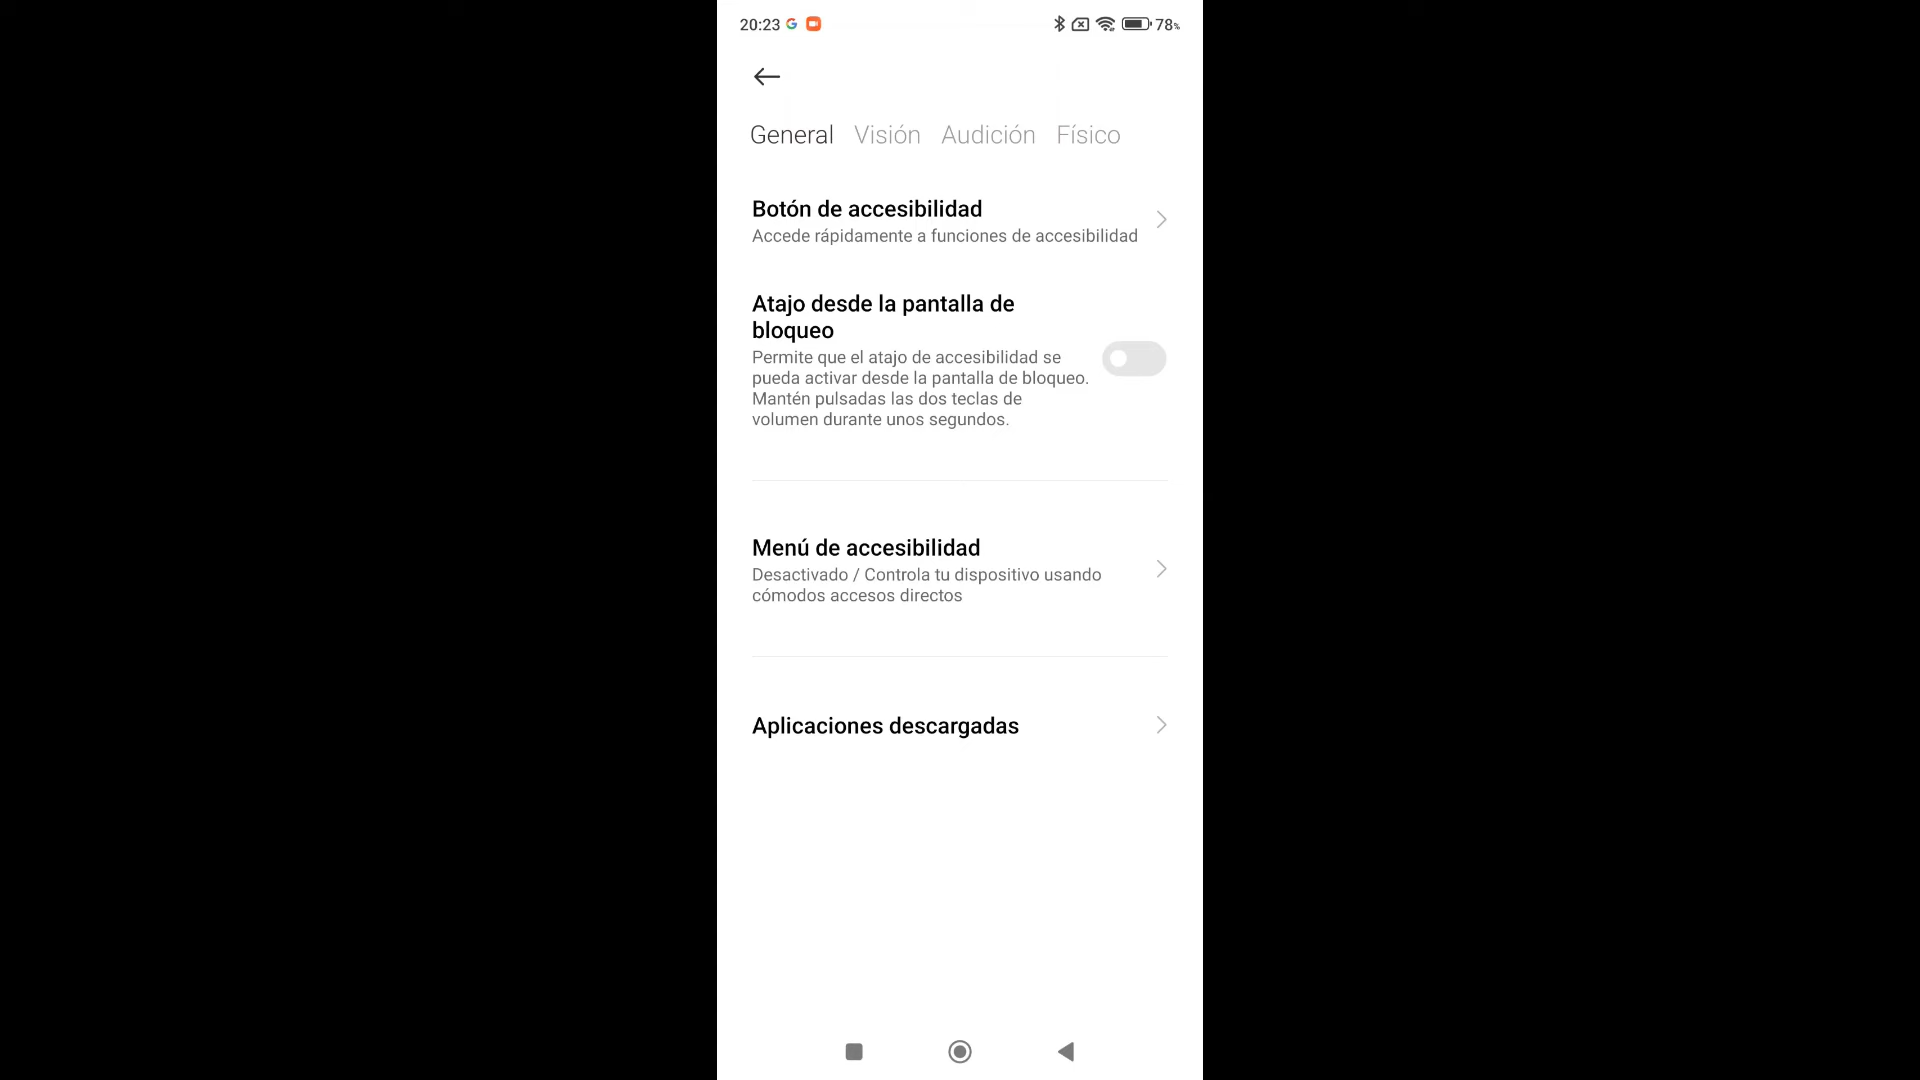 20:23
78%
General Visión Audición Físico
Botón de accesibilidad
Accede rápidamente a funciones de accesibilidad
Atajo desde la pantalla de
bloqueo
Permite que el atajo de accesibilidad se
pueda activar desde la pantalla de bloqueo.
Mantén pulsadas las dos teclas de
volumen durante unos segundos.
Menú de accesibilidad
Desactivado / Controla tu dispositivo usando
cómodos accesos directos
Aplicaciones descargadas